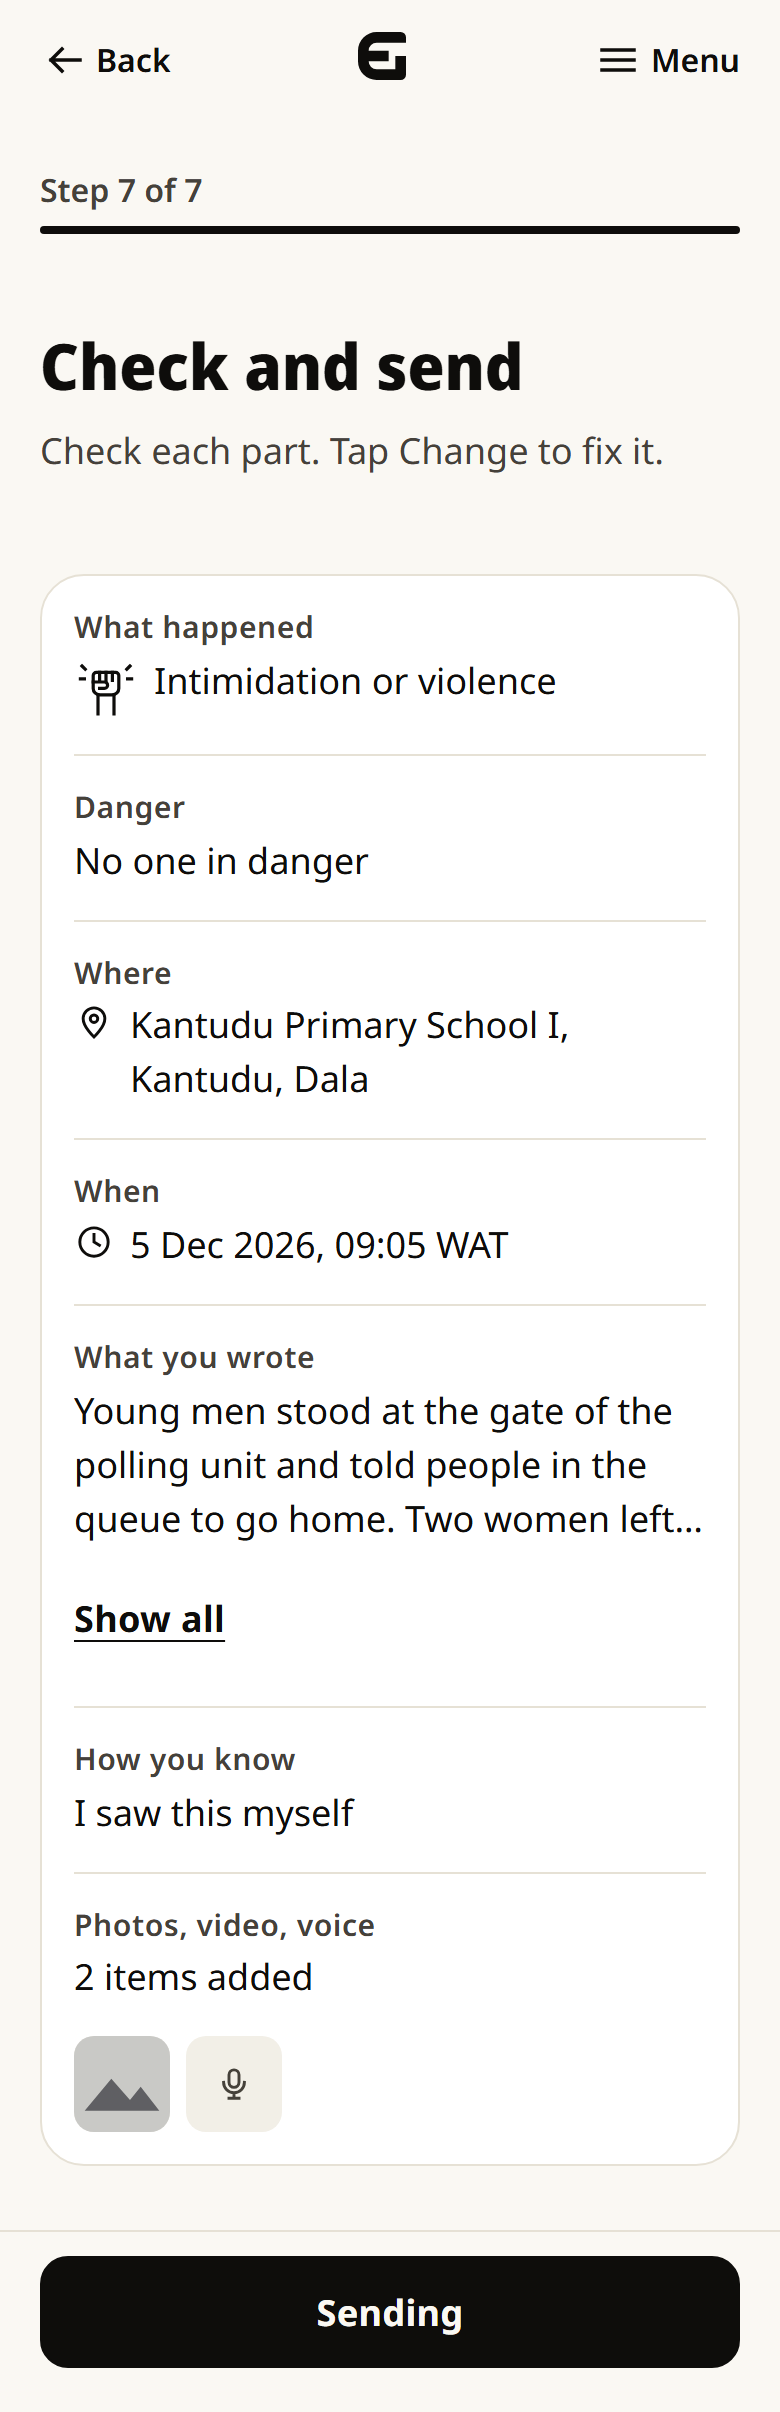 Back
Menu
Step 7 of 7
Check and send
Check each part. Tap Change to fix it.
What happened
Intimidation or violence
Danger
No one in danger
Where
Kantudu Primary School I,
Kantudu, Dala
When
5 Dec 2026, 09:05 WAT
What you wrote
Young men stood at the gate of the
polling unit and told people in the
queue to go home. Two women left...
Show all
How you know
I saw this myself
Photos, video, voice
2 items added
Sending